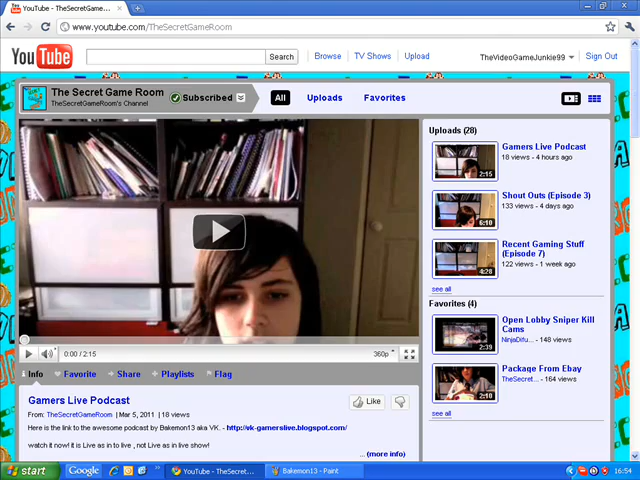 YouTube - TheSecretGam...
www.youtube.com/TheSecretGameRoom
YouTube
Search
Browse
TV Shows
Upload
TheVideoGameJunkie99
Sign Out
The Secret Game Room
TheSecretGameRoom's Channel
Subscribed
All
Uploads
Favorites
Uploads (28)
Gamers Live Podcast
18 views - 4 hours ago
2:15
Shout Outs (Episode 3)
133 views - 4 days ago
6:10
Recent Gaming Stuff
(Episode 7)
122 views - 1 week ago
4:28
see all
Favorites (4)
Open Lobby Sniper Kill
Cams
NinjaDifu... - 148 views
2:39
Package From Ebay
TheSecret... - 164 views
2:10
see all
0:00 / 2:15
360p
Info
Favorite
Share
Playlists
Flag
Gamers Live Podcast
Like
From: TheSecretGameRoom | Mar 5, 2011 | 18 views
Here is the link to the awesome podcast by Bakemon13 aka VK. - http://vk-gamerslive.blogspot.com/
watch it now! it is Live as in to live , not Live as in live show!
... (more info)
start
Google
YouTube - TheSecret...
Bakemon13 - Paint
16:54